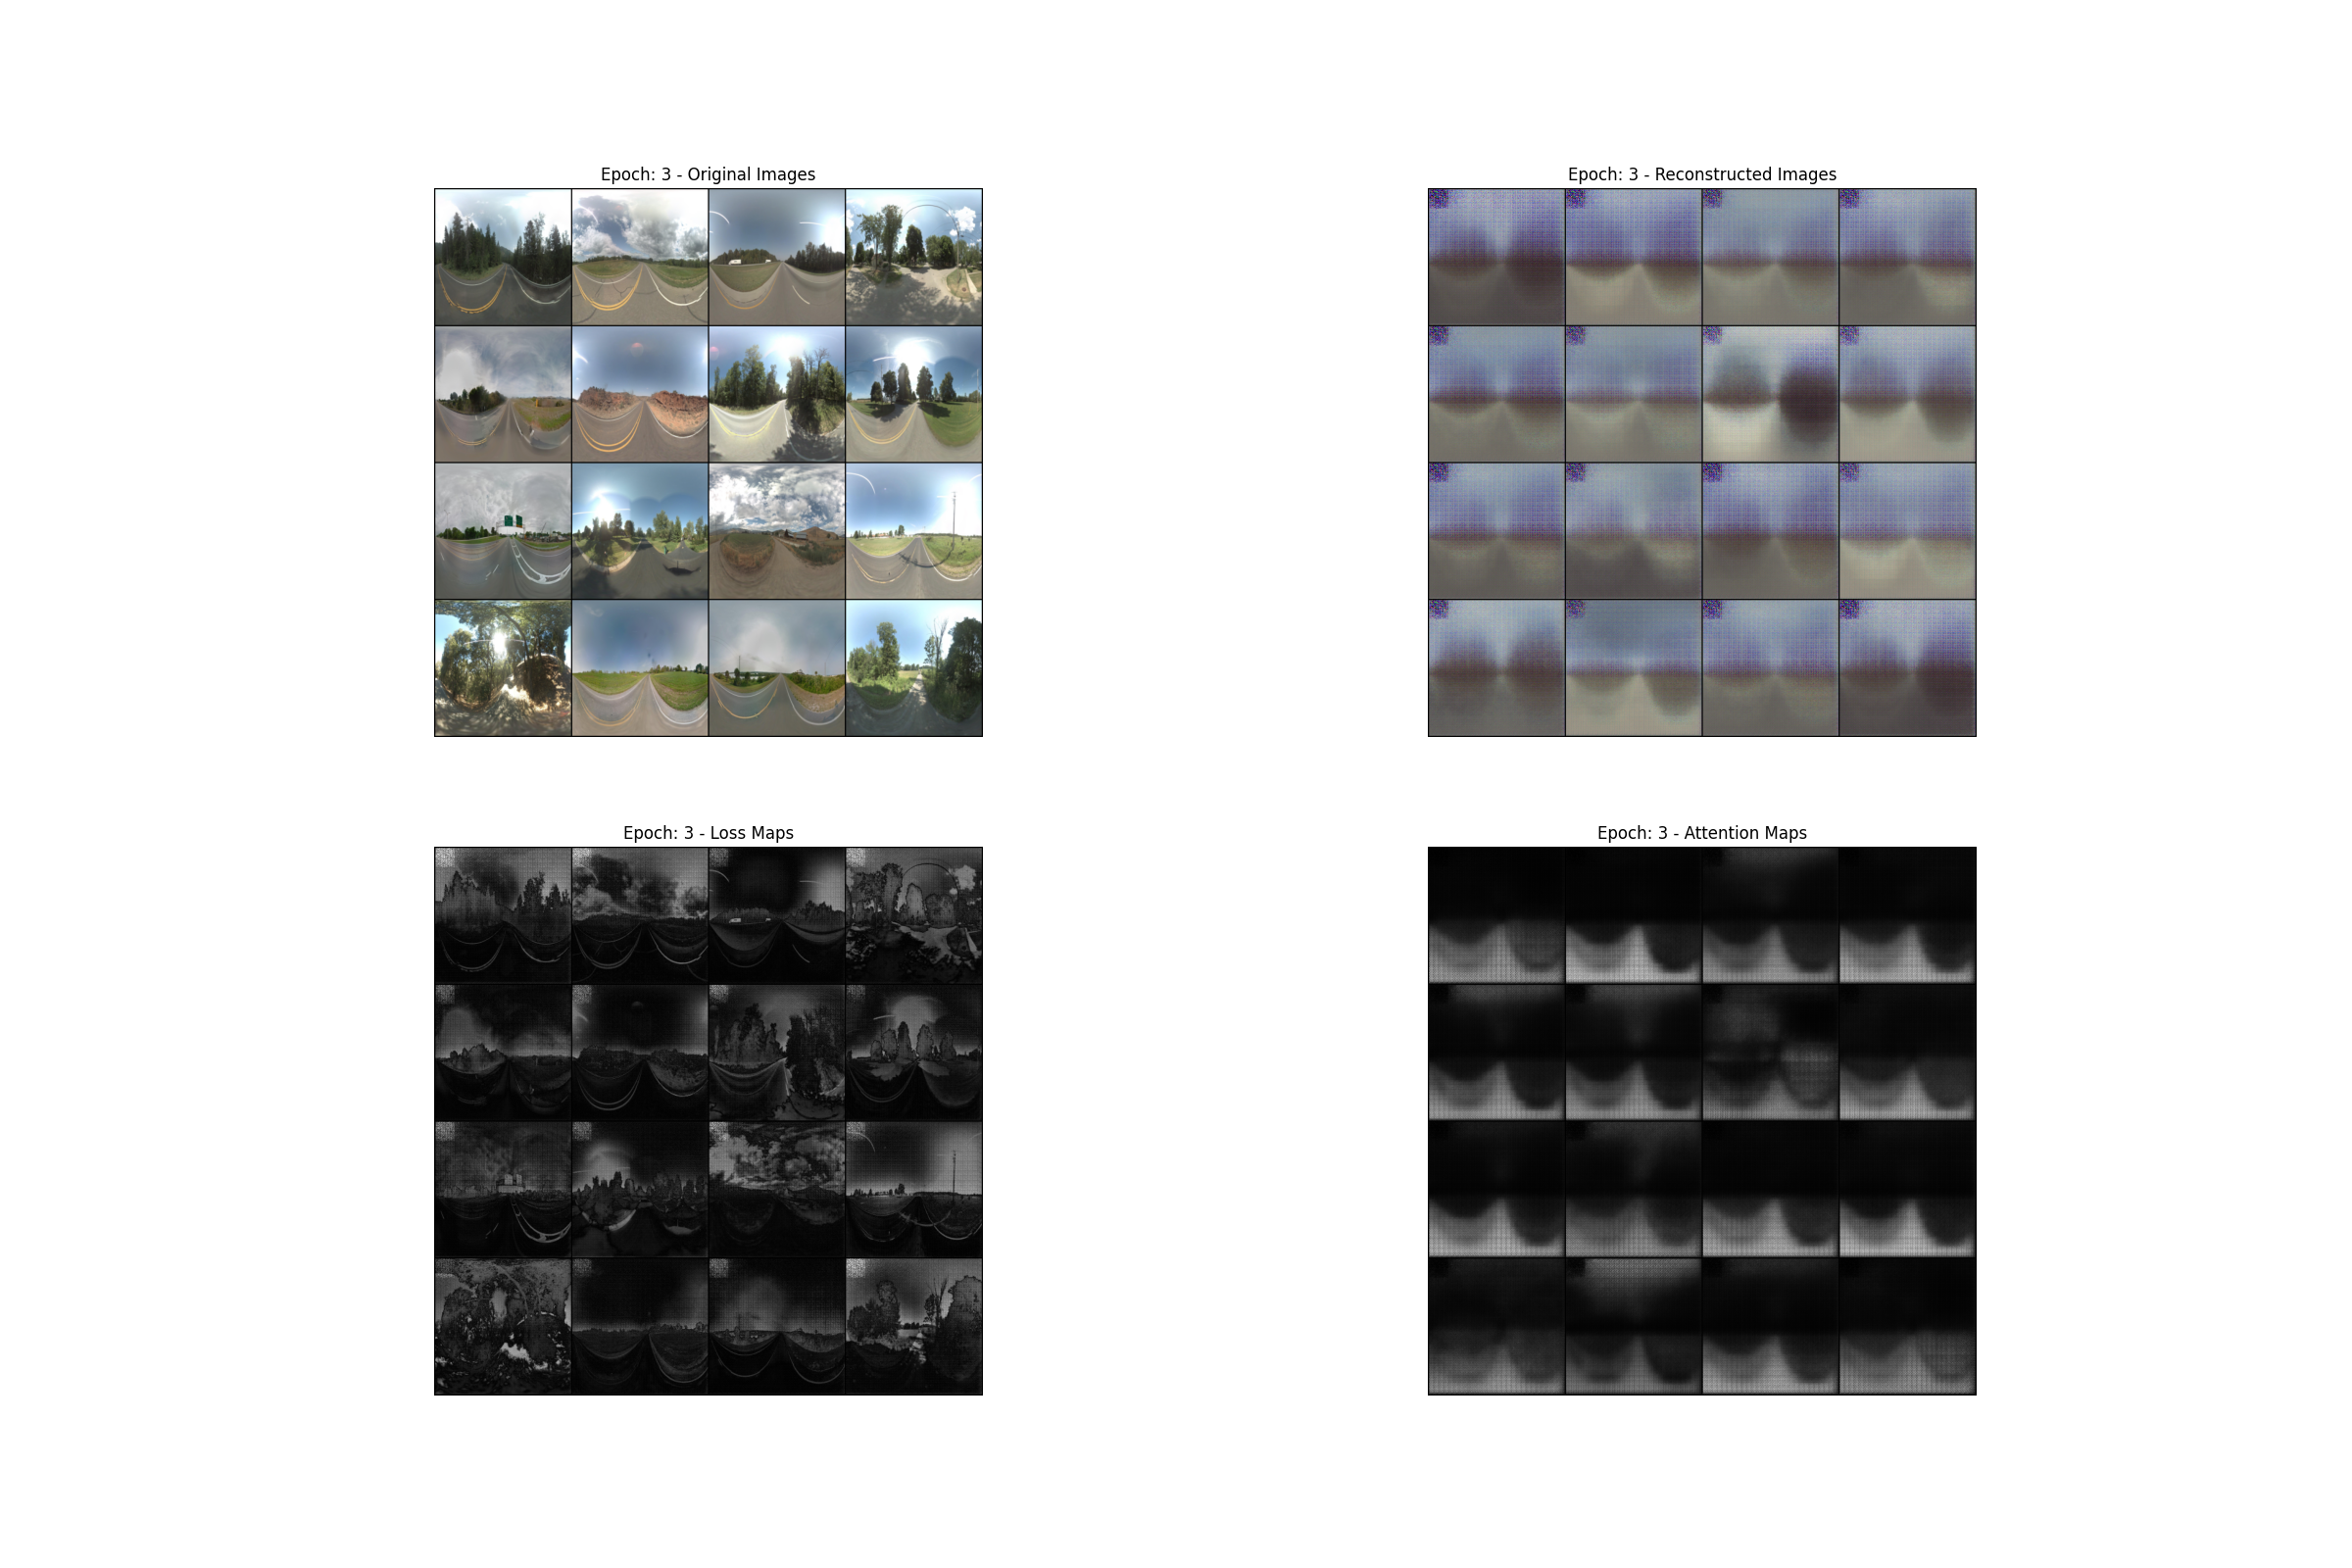 Epoch: 3 - Original Images
Epoch: 3 - Reconstructed Images
Epoch: 3 - Loss Maps
Epoch: 3 - Attention Maps